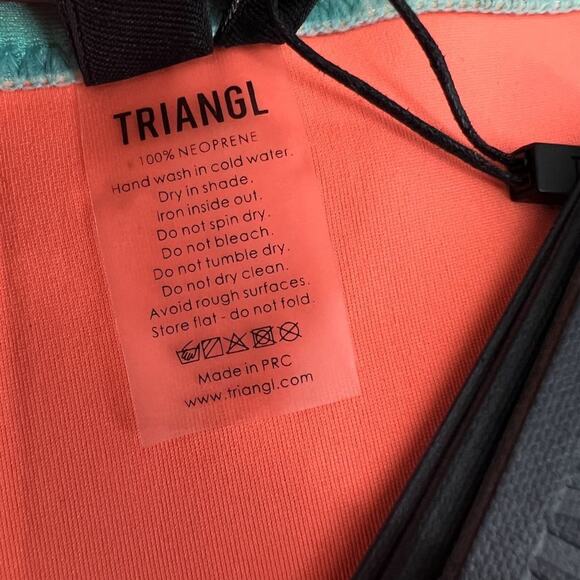 TRIANGL
100% NEOPRENE
Hand wash in cold water.
Dry in shade.
Iron inside out.
Do not spin dry.
Do not bleach.
Do not tumble dry.
Do not dry clean.
Avoid rough surfaces.
Store flat - do not fold.
Made in PRC
www.triangl.com